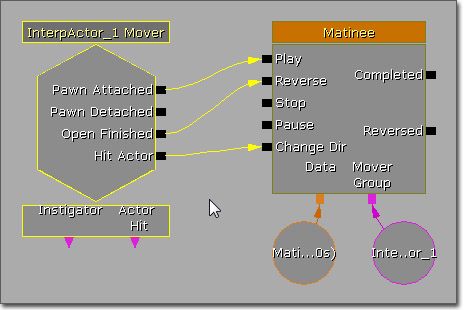 InterpActor_1 Mover
Pawn Attached
Pawn Detached
Open Finished
Hit Actor
Instigator
Actor
Hit
Matinee
Play
Reverse
Stop
Pause
Change Dir
Completed
Reversed
Data
Mover
Group
Mati...0s)
Inte..or_1